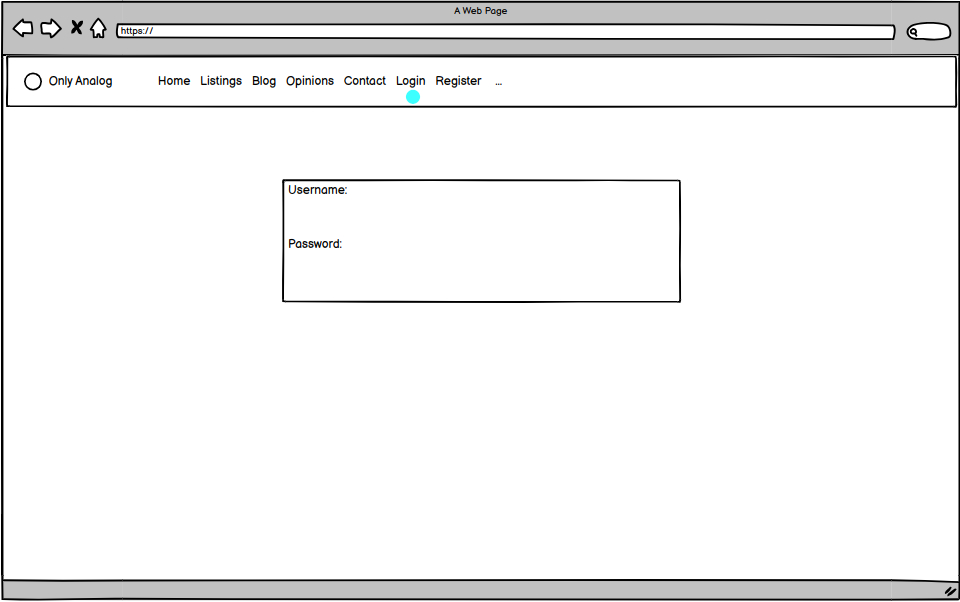 A Web Page
https://
Only Analog Home Listings Blog Opinions Contact Login Register ...
Username:
Password: